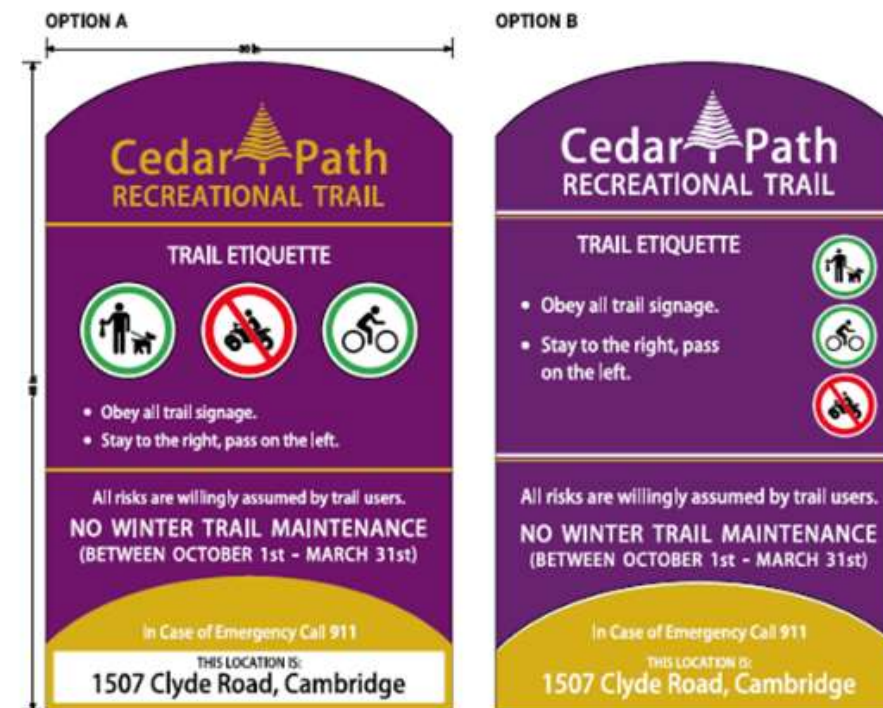 OPTION A
Cedar Path
RECREATIONAL TRAIL
TRAIL ETIQUETTE
• Obey all trail signage.
• Stay to the right, pass on the left.
All risks are willingly assumed by trail users.
NO WINTER TRAIL MAINTENANCE
(BETWEEN OCTOBER 1st - MARCH 31st)
In Case of Emergency Call 911
THIS LOCATION IS:
1507 Clyde Road, Cambridge
OPTION B
Cedar Path
RECREATIONAL TRAIL
TRAIL ETIQUETTE
• Obey all trail signage.
• Stay to the right, pass
on the left.
All risks are willingly assumed by trail users.
NO WINTER TRAIL MAINTENANCE
(BETWEEN OCTOBER 1st - MARCH 31st)
In Case of Emergency Call 911
THIS LOCATION IS:
1507 Clyde Road, Cambridge